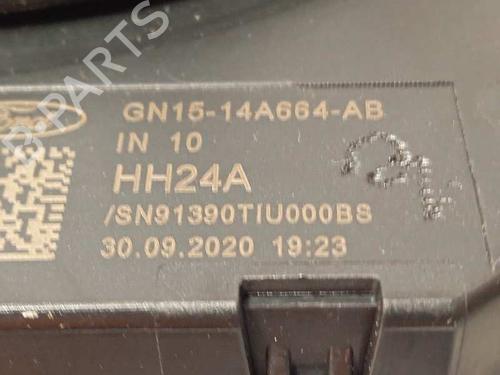 GN15-14A664-AB
IN 10
HH24A
/SN91390TIU000BS
30.09.2020 19:23